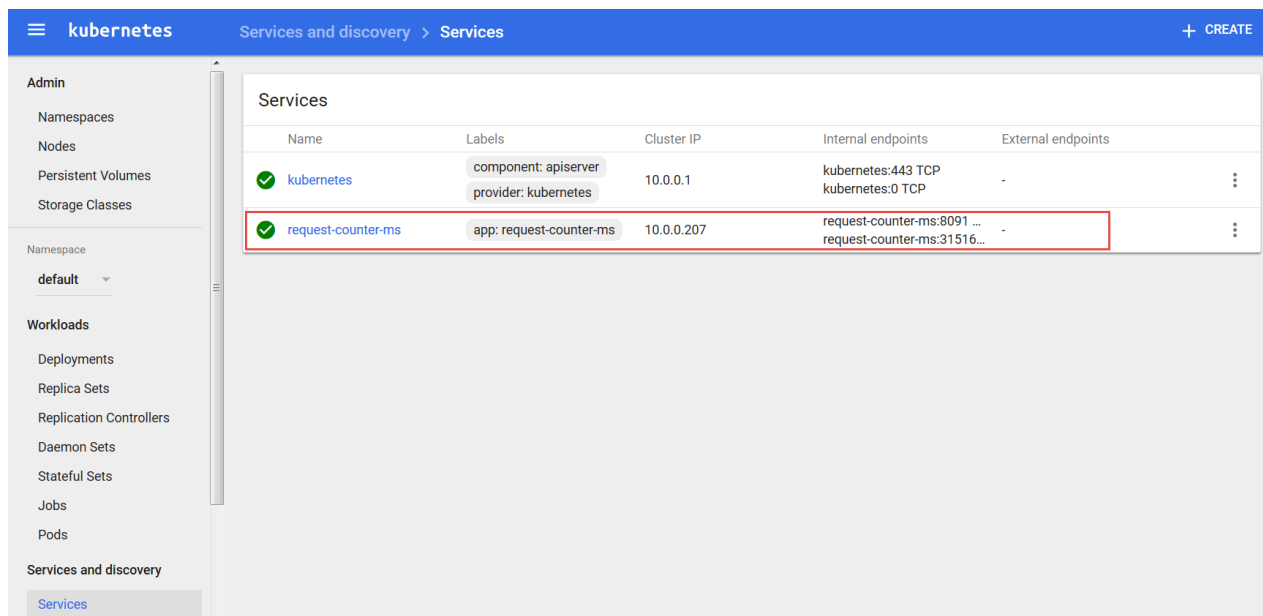 kubernetes
Services and discovery > Services
+ CREATE
Admin
Namespaces
Nodes
Persistent Volumes
Storage Classes
Namespace
default
Workloads
Deployments
Replica Sets
Replication Controllers
Daemon Sets
Stateful Sets
Jobs
Pods
Services and discovery
Services
Services
Name Labels Cluster IP Internal endpoints External endpoints
kubernetes
component: apiserver
provider: kubernetes
10.0.0.1
kubernetes:443 TCP
kubernetes:0 TCP
-
request-counter-ms
app: request-counter-ms
10.0.0.207
request-counter-ms:8091 ...
request-counter-ms:31516...
-